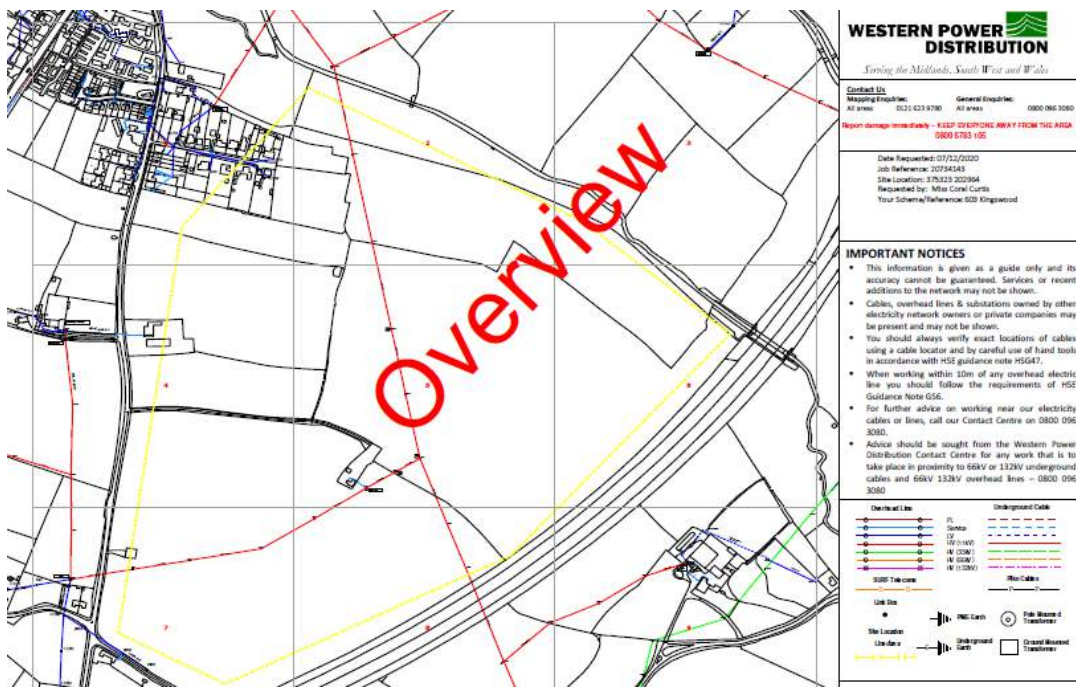 WESTERN POWER
DISTRIBUTION
Serving the Midlands, South West and Wales
Contact Us
Mapping Enquiries:
General Enquiries:
All areas
0121 623 9780
All areas
0800 096 3080
Report damage immediately – KEEP EVERYONE AWAY FROM THE AREA
0800 6783 105
Date Requested: 07/12/2020
Job Reference: 20734143
Site Location: 375323 202964
Requested by: Miss Coral Curtis
Your Scheme/Reference: 603 Kingswood
IMPORTANT NOTICES
• This information is given as a guide only and its
accuracy cannot be guaranteed. Services or recent
additions to the network may not be shown.
• Cables, overhead lines & substations owned by other
electricity network owners or private companies may
be present and may not be shown.
• You should always verify exact locations of cables
using a cable locator and by careful use of hand tools
in accordance with HSE guidance note HSG47.
• When working within 10m of any overhead electric
line you should follow the requirements of HSE
Guidance Note GS6.
• For further advice on working near our electricity
cables or lines, call our Contact Centre on 0800 096
3080.
• Advice should be sought from the Western Power
Distribution Contact Centre for any work that is to
take place in proximity to 66kV or 132kV underground
cables and 66kV 132kV overhead lines – 0800 096
3080
Overhead Line
Underground Cable
PL
Service
LV
HV (11kV)
HV (33kV)
HV (66kV)
HV (132kV)
SURF Telecoms
Pilot Cables
Link Box
PME Earth
Pole Mounted
Transformer
Site Location
Line/Area
Underground
Earth
Ground Mounted
Transformer
Overview
2
3
4
5
6
7
8
9